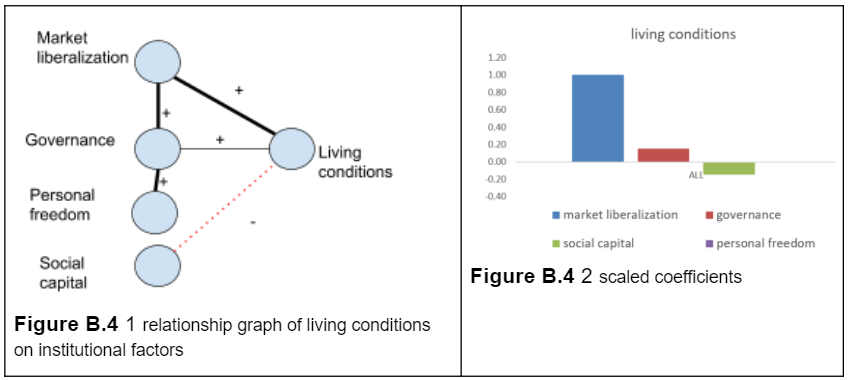 Market
liberalization
+
+
Governance
+
Living
conditions
+
Personal
freedom
-
Social
capital
Figure B.4 1 relationship graph of living conditions
on institutional factors
living conditions
1.20
1.00
0.80
0.60
0.40
0.20
0.00
-0.20
-0.40
ALL
market liberalization
governance
social capital
personal freedom
Figure B.4 2 scaled coefficients